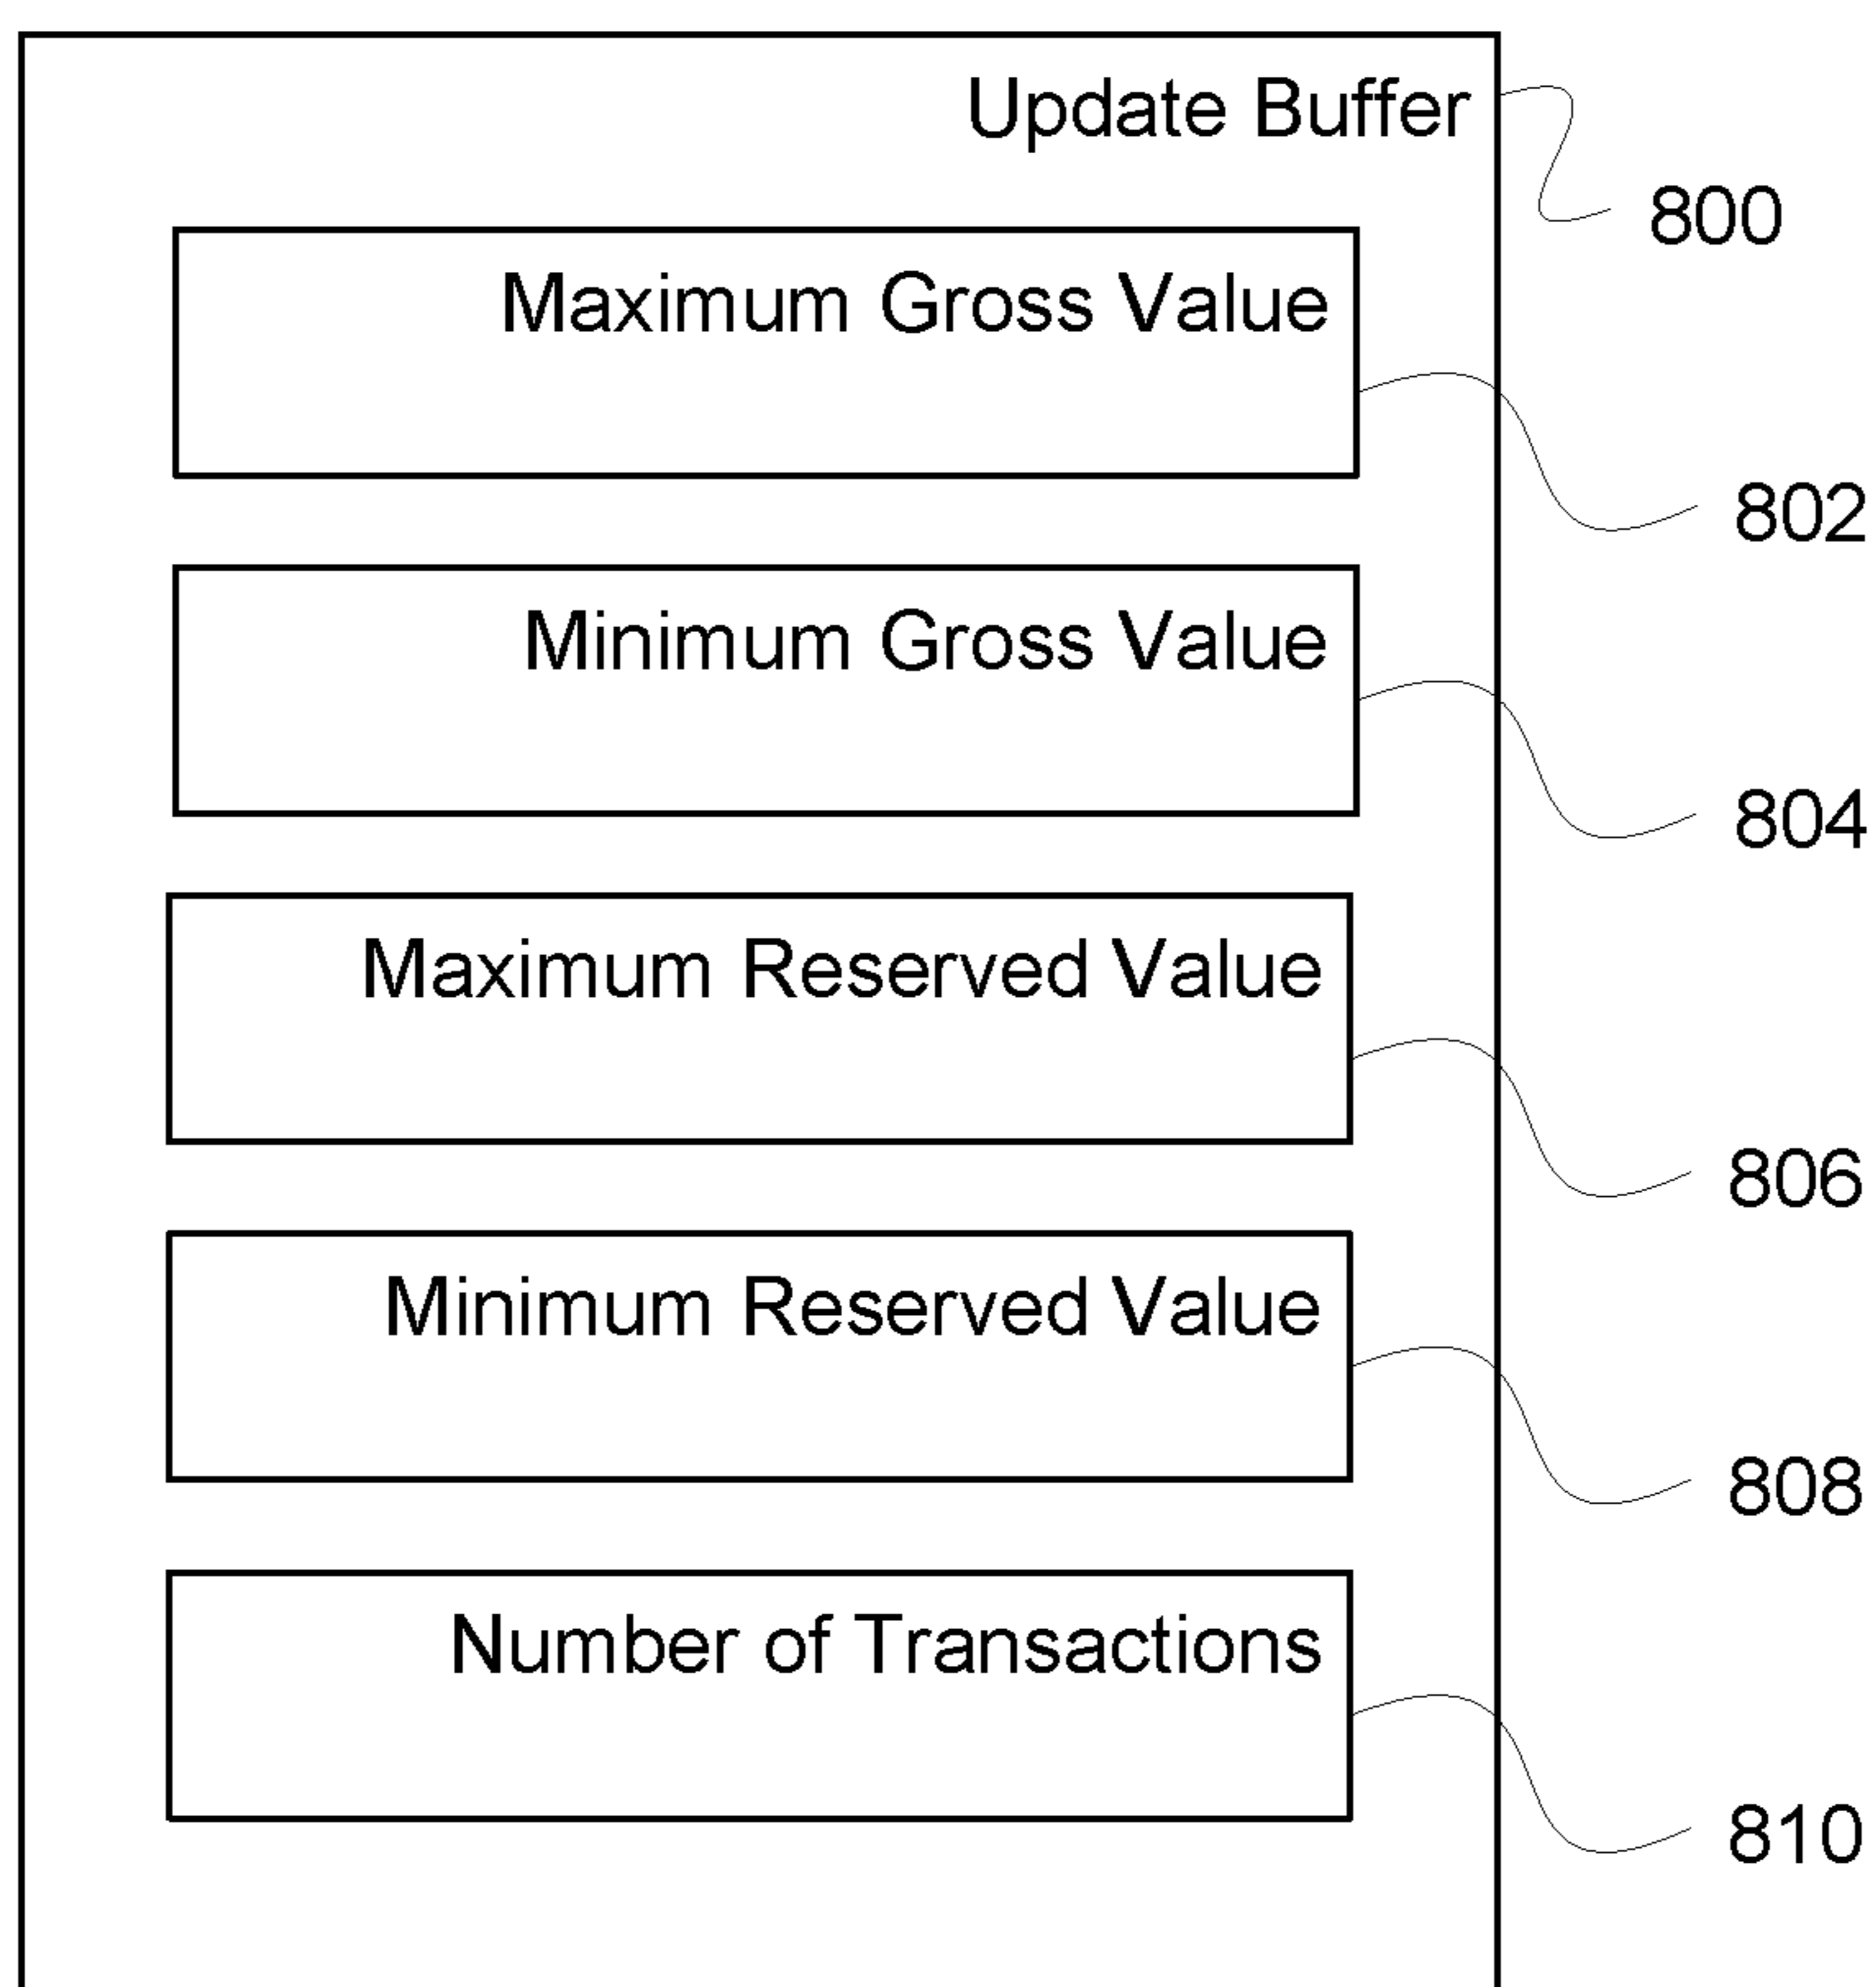 Update Buffer
800
Maximum Gross Value
802
Minimum Gross Value
804
Maximum Reserved Value
806
Minimum Reserved Value
808
Number of Transactions
810